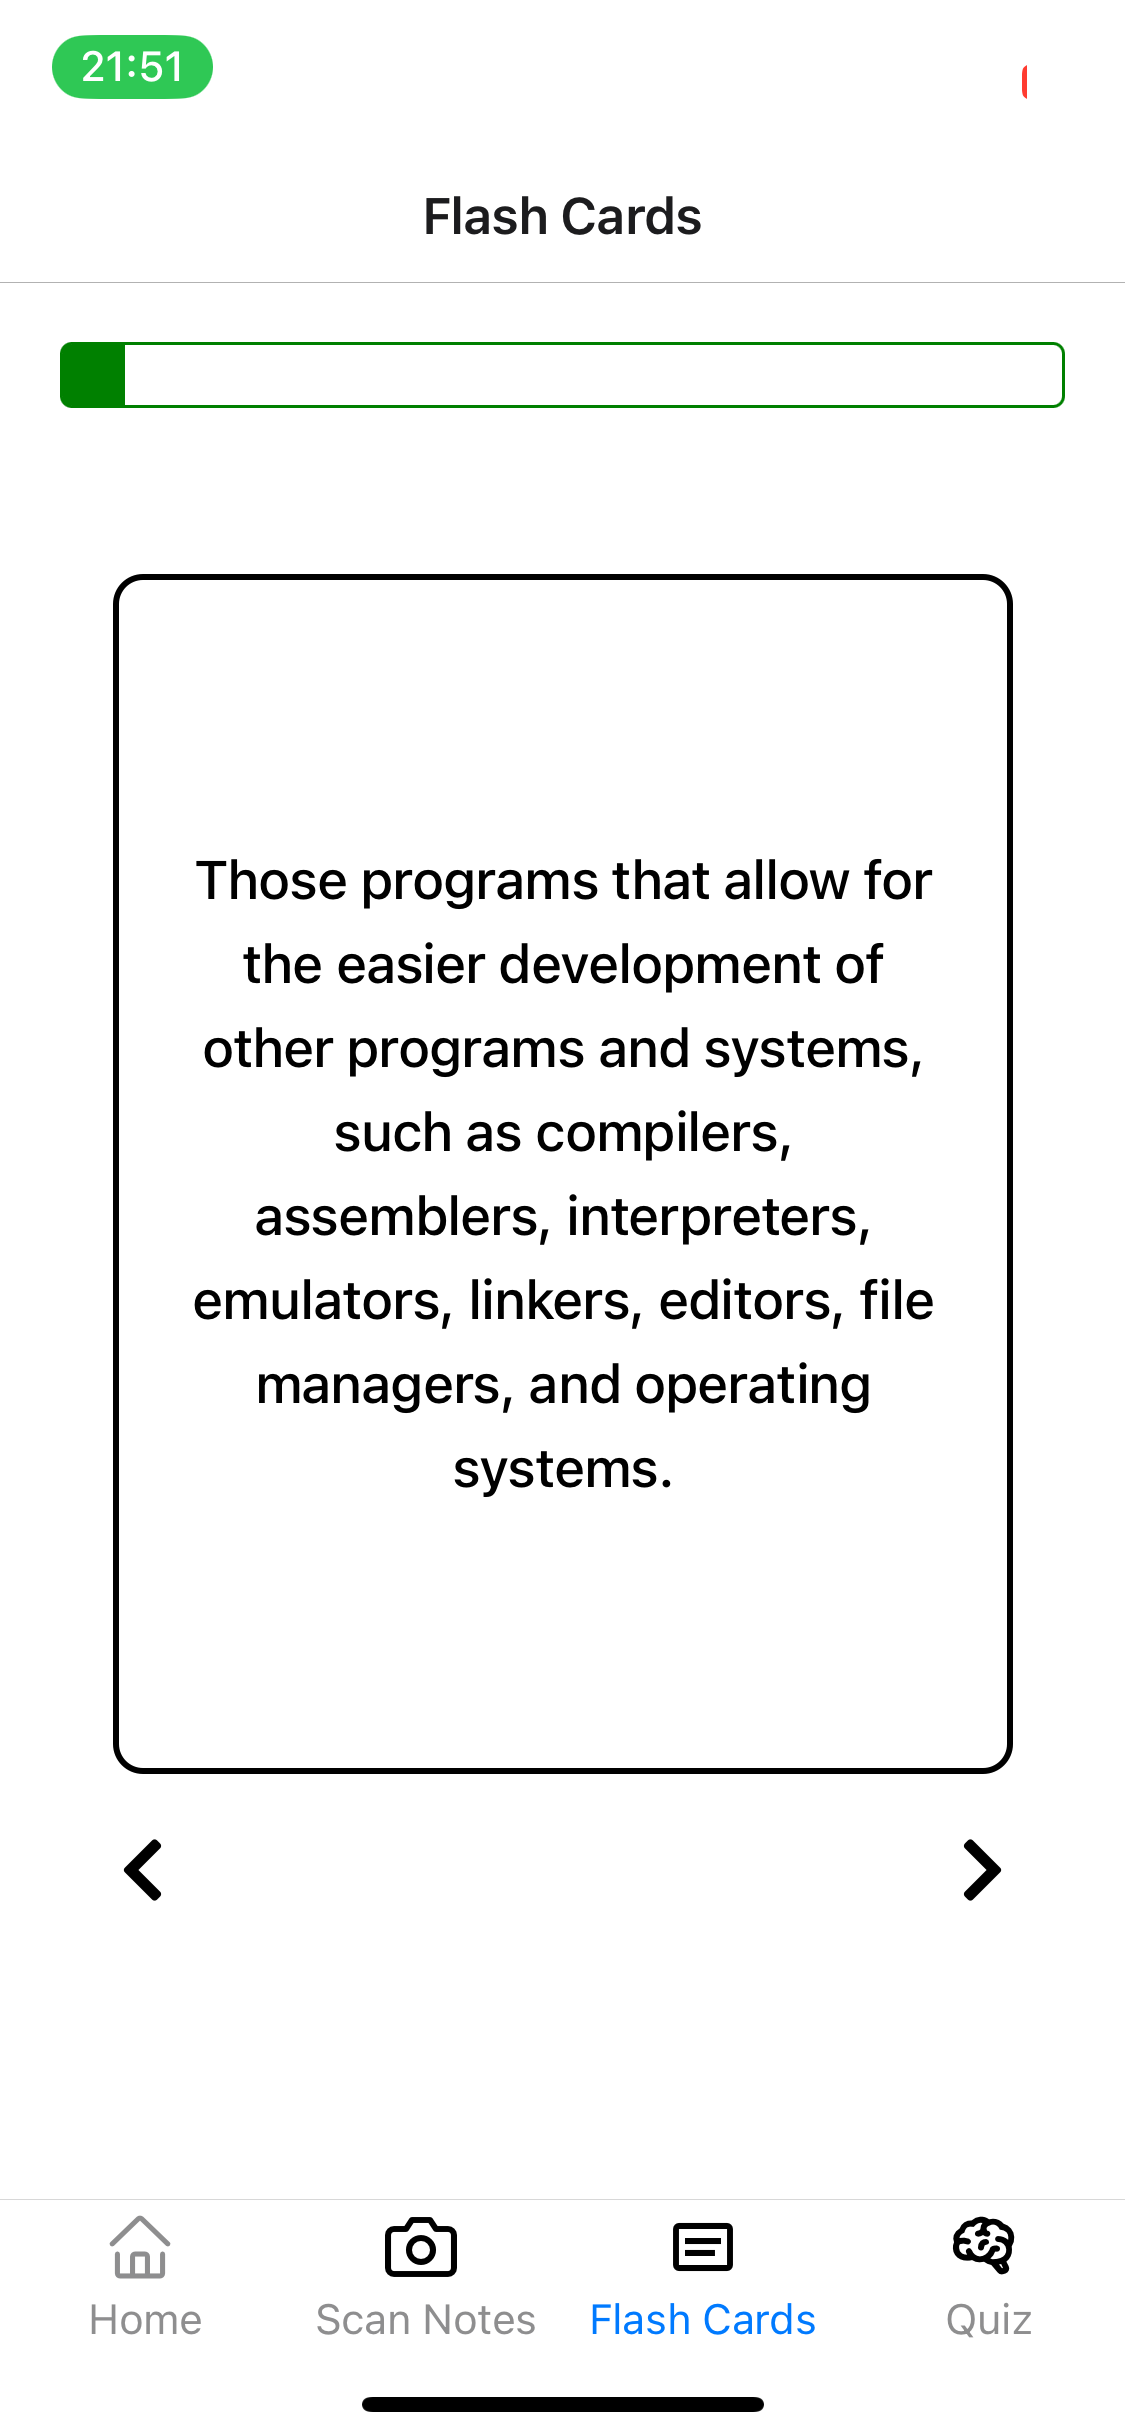 21:51
Flash Cards
Those programs that allow for
the easier development of
other programs and systems,
such as compilers,
assemblers, interpreters,
emulators, linkers, editors, file
managers, and operating
systems.
Home
Scan Notes
Flash Cards
Quiz